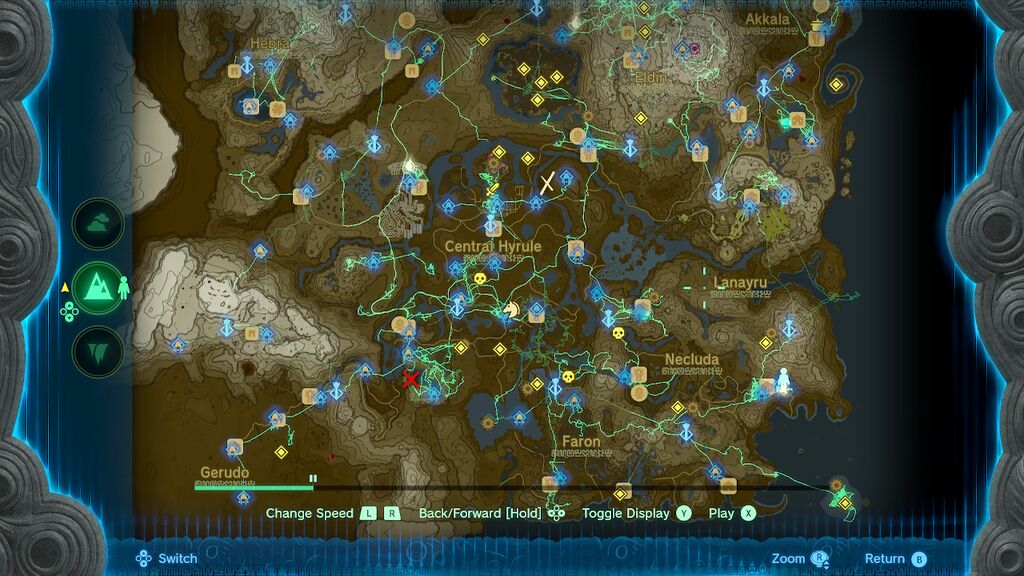 Akkala
Hebra
Eldin
Central Hyrule
Lanayru
Necluda
Faron
Gerudo
Change Speed L R Back/Forward [Hold] Toggle Display Y Play X
Switch Zoom R Return B